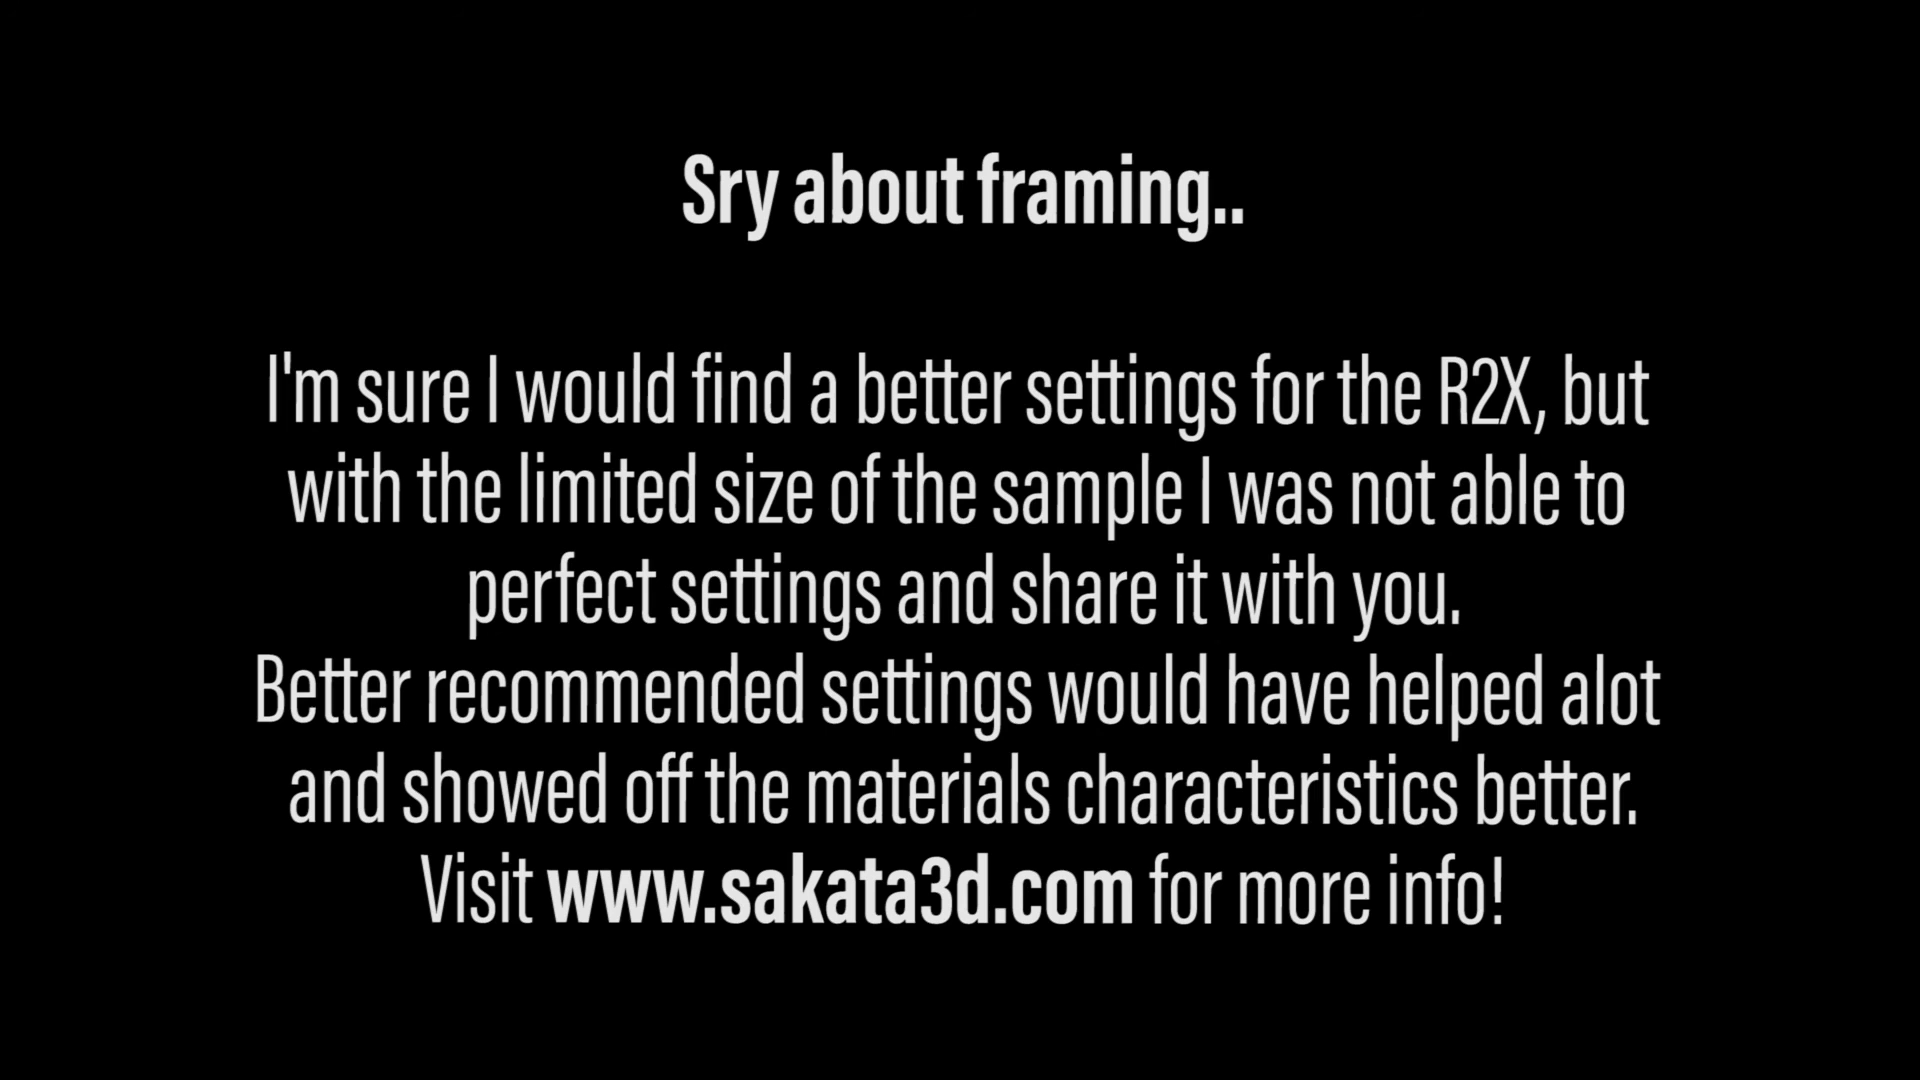 Sry about framing..
I'm sure I would find a better settings for the R2X, but
with the limited size of the sample I was not able to
perfect settings and share it with you.
Better recommended settings would have helped alot
and showed off the materials characteristics better.
Visit www.sakata3d.com for more info!